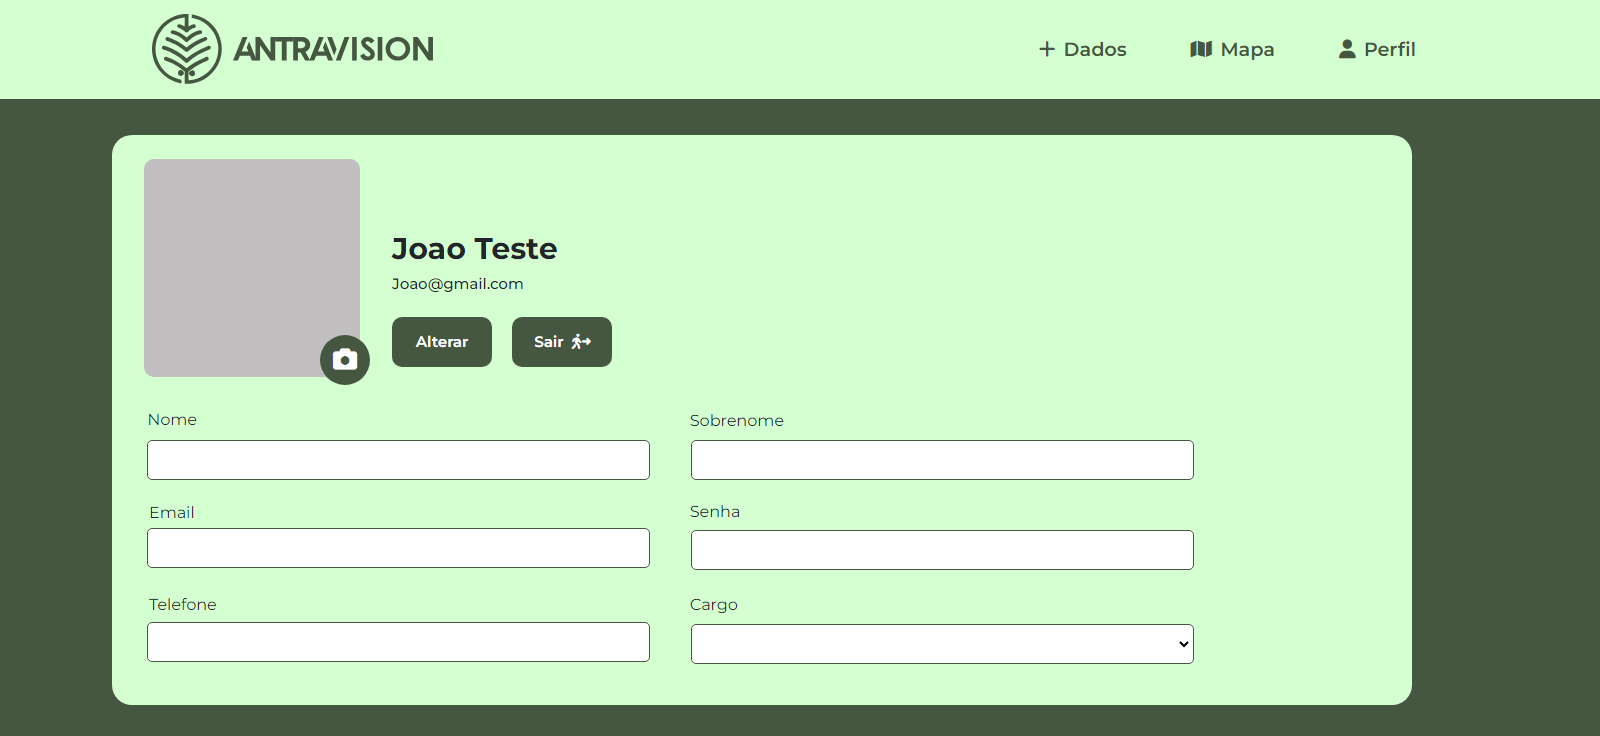 ANTRAVISION
Dados
Mapa
Perfil
Joao Teste
Joao@gmail.com
Alterar
Sair
Nome
Sobrenome
Email
Senha
Telefone
Cargo